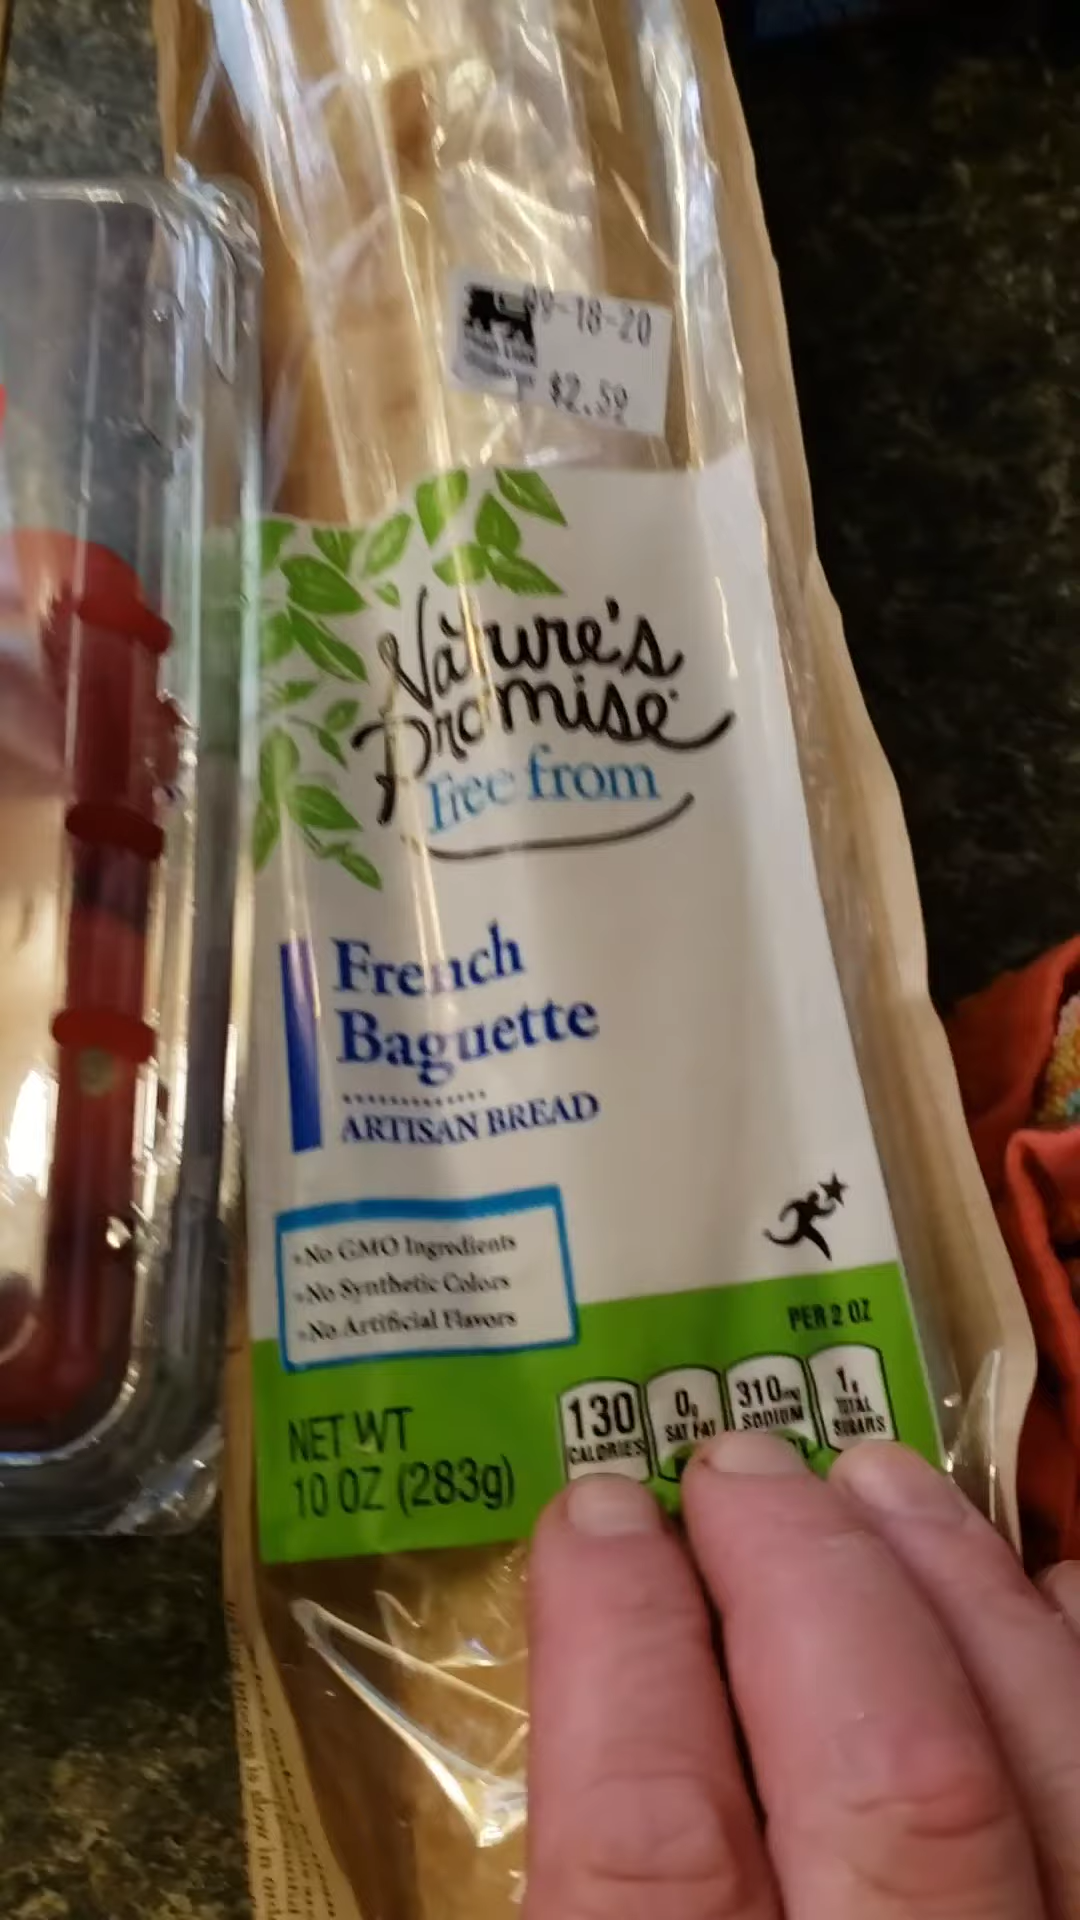 09-18-20
$2.59
Nature's
Promise
free from
French
Baguette
ARTISAN BREAD
• No GMO Ingredients
• No Synthetic Colors
• No Artificial Flavors
PER 2 OZ
130
CALORIES
0g
SAT FAT
310mg
SODIUM
1g
TOTAL
SUGARS
NET WT
10 OZ (283g)